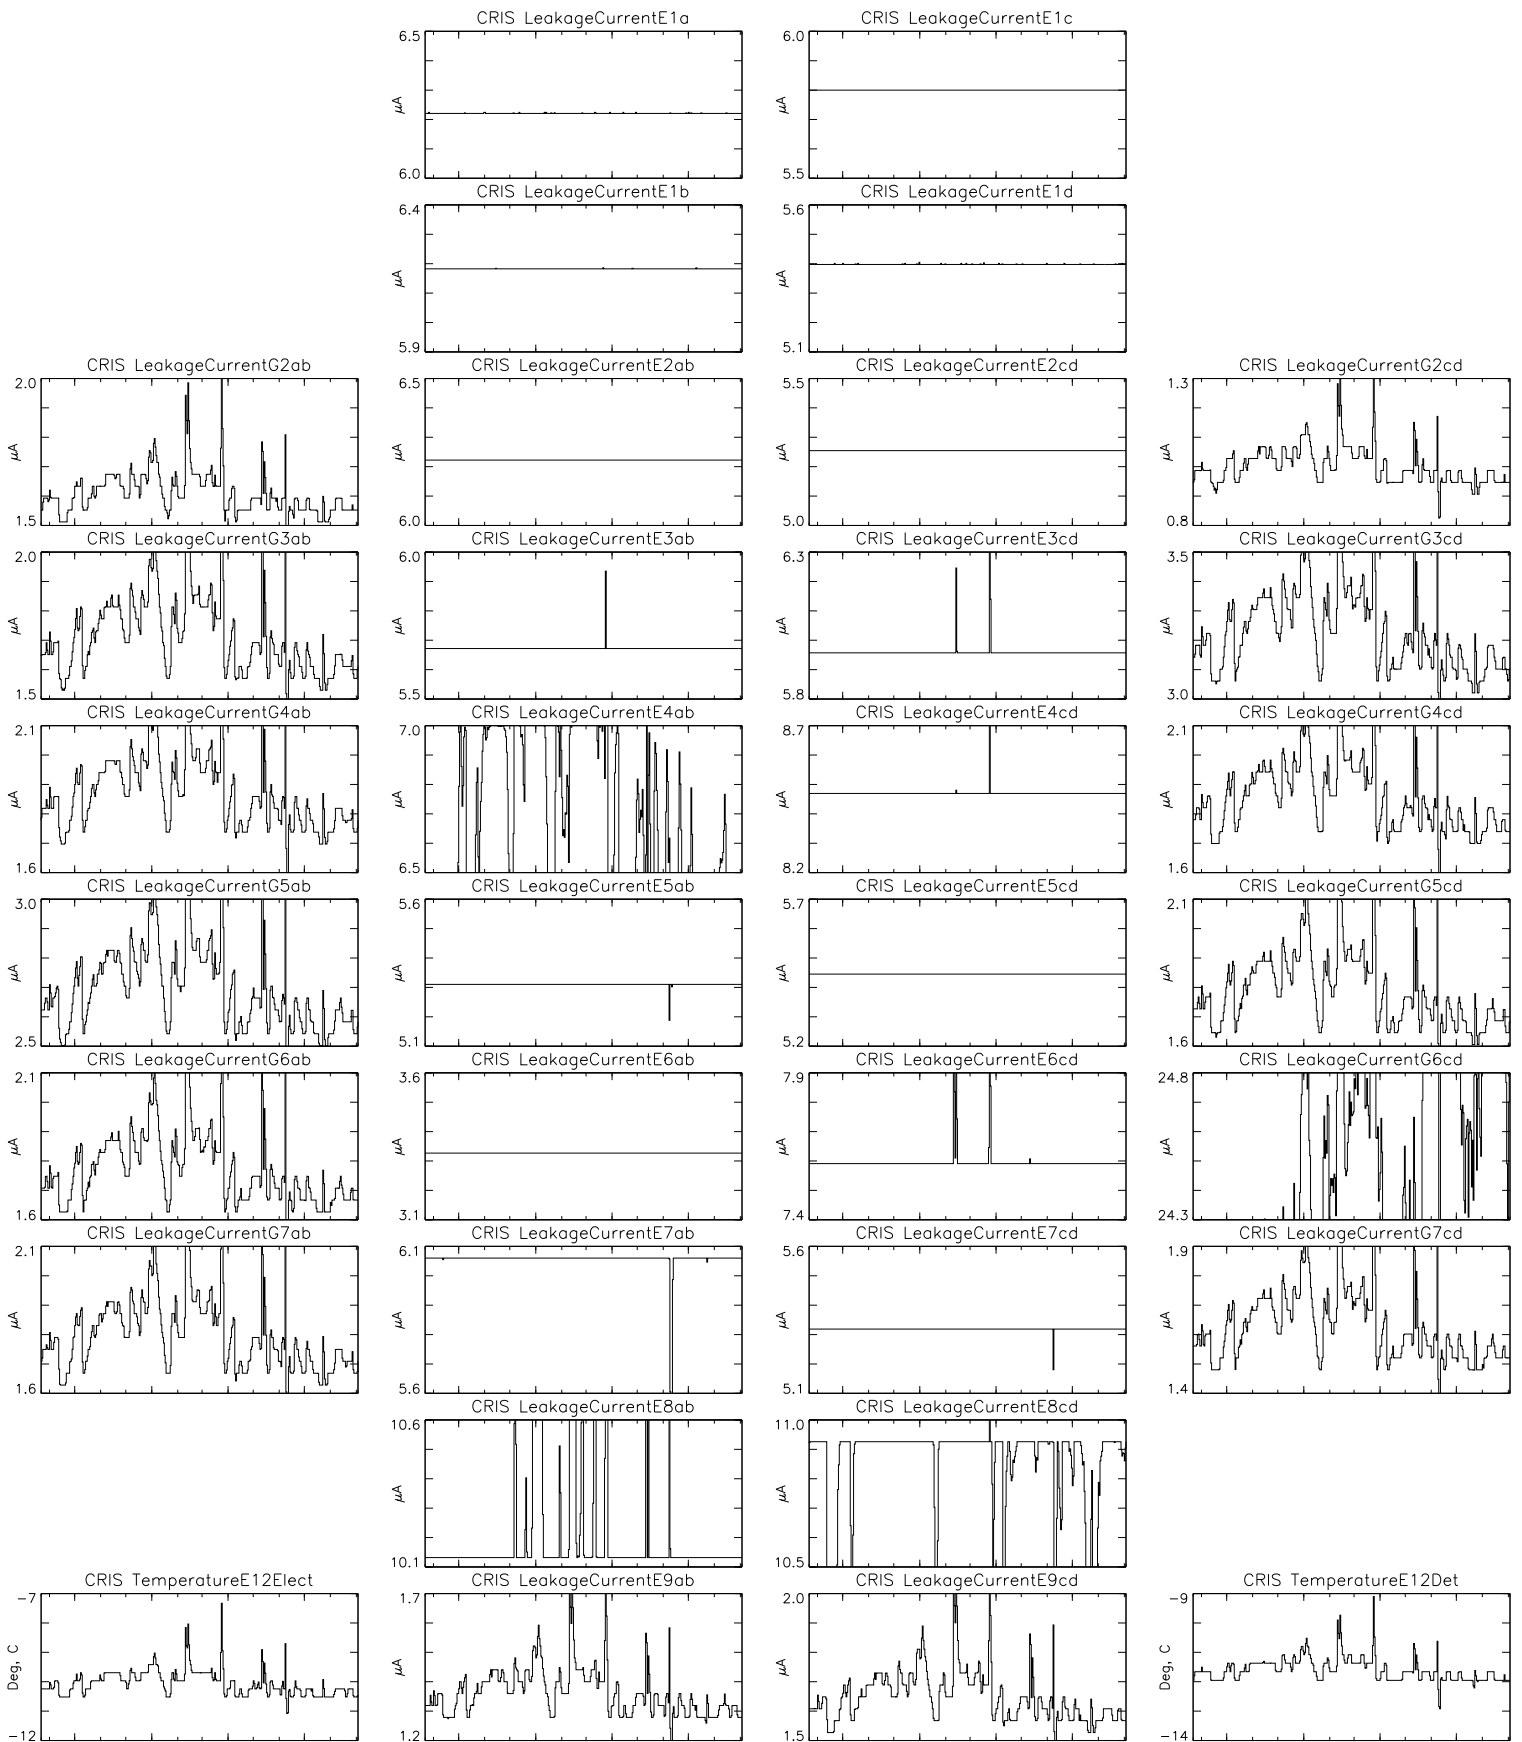 CRIS LeakageCurrentE1a
CRIS LeakageCurrentE1c
6.5
μA
6.0
6.0
μA
5.5
CRIS LeakageCurrentE1b
CRIS LeakageCurrentE1d
6.4
μA
5.9
5.6
μA
5.1
CRIS LeakageCurrentG2ab
CRIS LeakageCurrentE2ab
CRIS LeakageCurrentE2cd
CRIS LeakageCurrentG2cd
2.0
μA
1.5
6.5
μA
6.0
5.5
μA
5.0
1.3
μA
0.8
CRIS LeakageCurrentG3ab
CRIS LeakageCurrentE3ab
CRIS LeakageCurrentE3cd
CRIS LeakageCurrentG3cd
2.0
μA
1.5
6.0
μA
5.5
6.3
μA
5.8
3.5
μA
3.0
CRIS LeakageCurrentG4ab
CRIS LeakageCurrentE4ab
CRIS LeakageCurrentE4cd
CRIS LeakageCurrentG4cd
2.1
μA
1.6
7.0
μA
6.5
8.7
μA
8.2
2.1
μA
1.6
CRIS LeakageCurrentG5ab
CRIS LeakageCurrentE5ab
CRIS LeakageCurrentE5cd
CRIS LeakageCurrentG5cd
3.0
μA
2.5
5.6
μA
5.1
5.7
μA
5.2
2.1
μA
1.6
CRIS LeakageCurrentG6ab
CRIS LeakageCurrentE6ab
CRIS LeakageCurrentE6cd
CRIS LeakageCurrentG6cd
2.1
μA
1.6
3.6
μA
3.1
7.9
μA
7.4
24.8
μA
24.3
CRIS LeakageCurrentG7ab
CRIS LeakageCurrentE7ab
CRIS LeakageCurrentE7cd
CRIS LeakageCurrentG7cd
2.1
μA
1.6
6.1
μA
5.6
5.6
μA
5.1
1.9
μA
1.4
CRIS LeakageCurrentE8ab
CRIS LeakageCurrentE8cd
10.6
μA
10.1
11.0
μA
10.5
CRIS TemperatureE12Elect
CRIS LeakageCurrentE9ab
CRIS LeakageCurrentE9cd
CRIS TemperatureE12Det
−7
Deg, C
−12
1.7
μA
1.2
2.0
μA
1.5
−9
Deg, C
−14